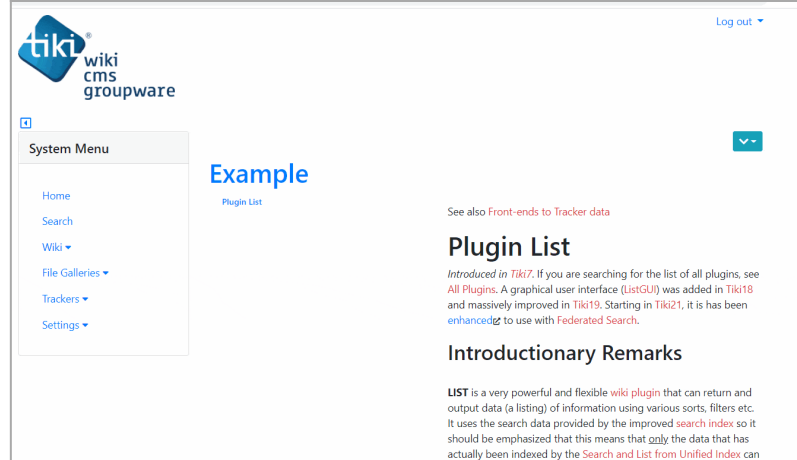 Log out
tiki®
wiki
cms
groupware
System Menu
Home
Search
Wiki
File Galleries
Trackers
Settings
Example
Plugin List
See also Front-ends to Tracker data
Plugin List
Introduced in Tiki7. If you are searching for the list of all plugins, see
All Plugins. A graphical user interface (ListGUI) was added in Tiki18
and massively improved in Tiki19. Starting in Tiki21, it is has been
enhanced to use with Federated Search.
Introductionary Remarks
LIST is a very powerful and flexible wiki plugin that can return and
output data (a listing) of information using various sorts, filters etc.
It uses the search data provided by the improved search index so it
should be emphasized that this means that only the data that has
actually been indexed by the Search and List from Unified Index can